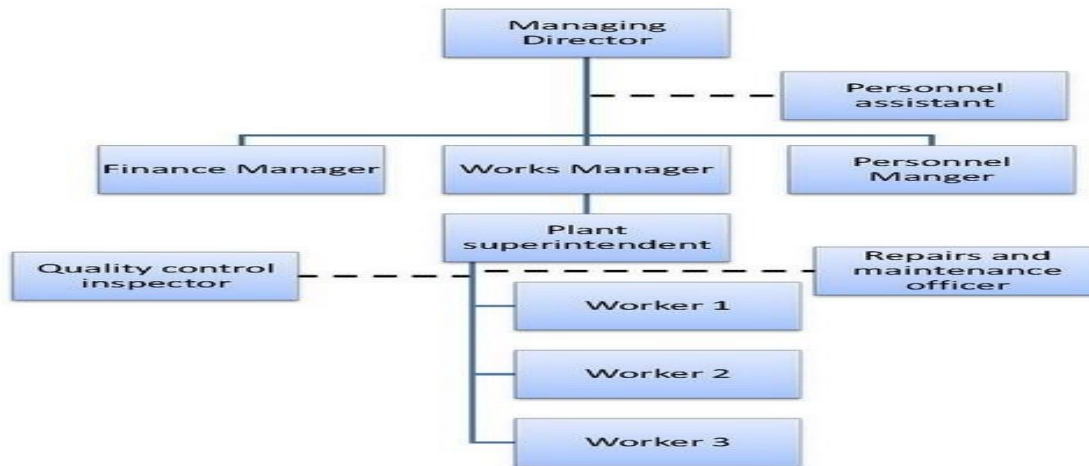 Managing
Director
Personnel
assistant
Finance Manager
Works Manager
Personnel
Manger
Plant
superintendent
Quality control
inspector
Repairs and
maintenance
officer
Worker 1
Worker 2
Worker 3